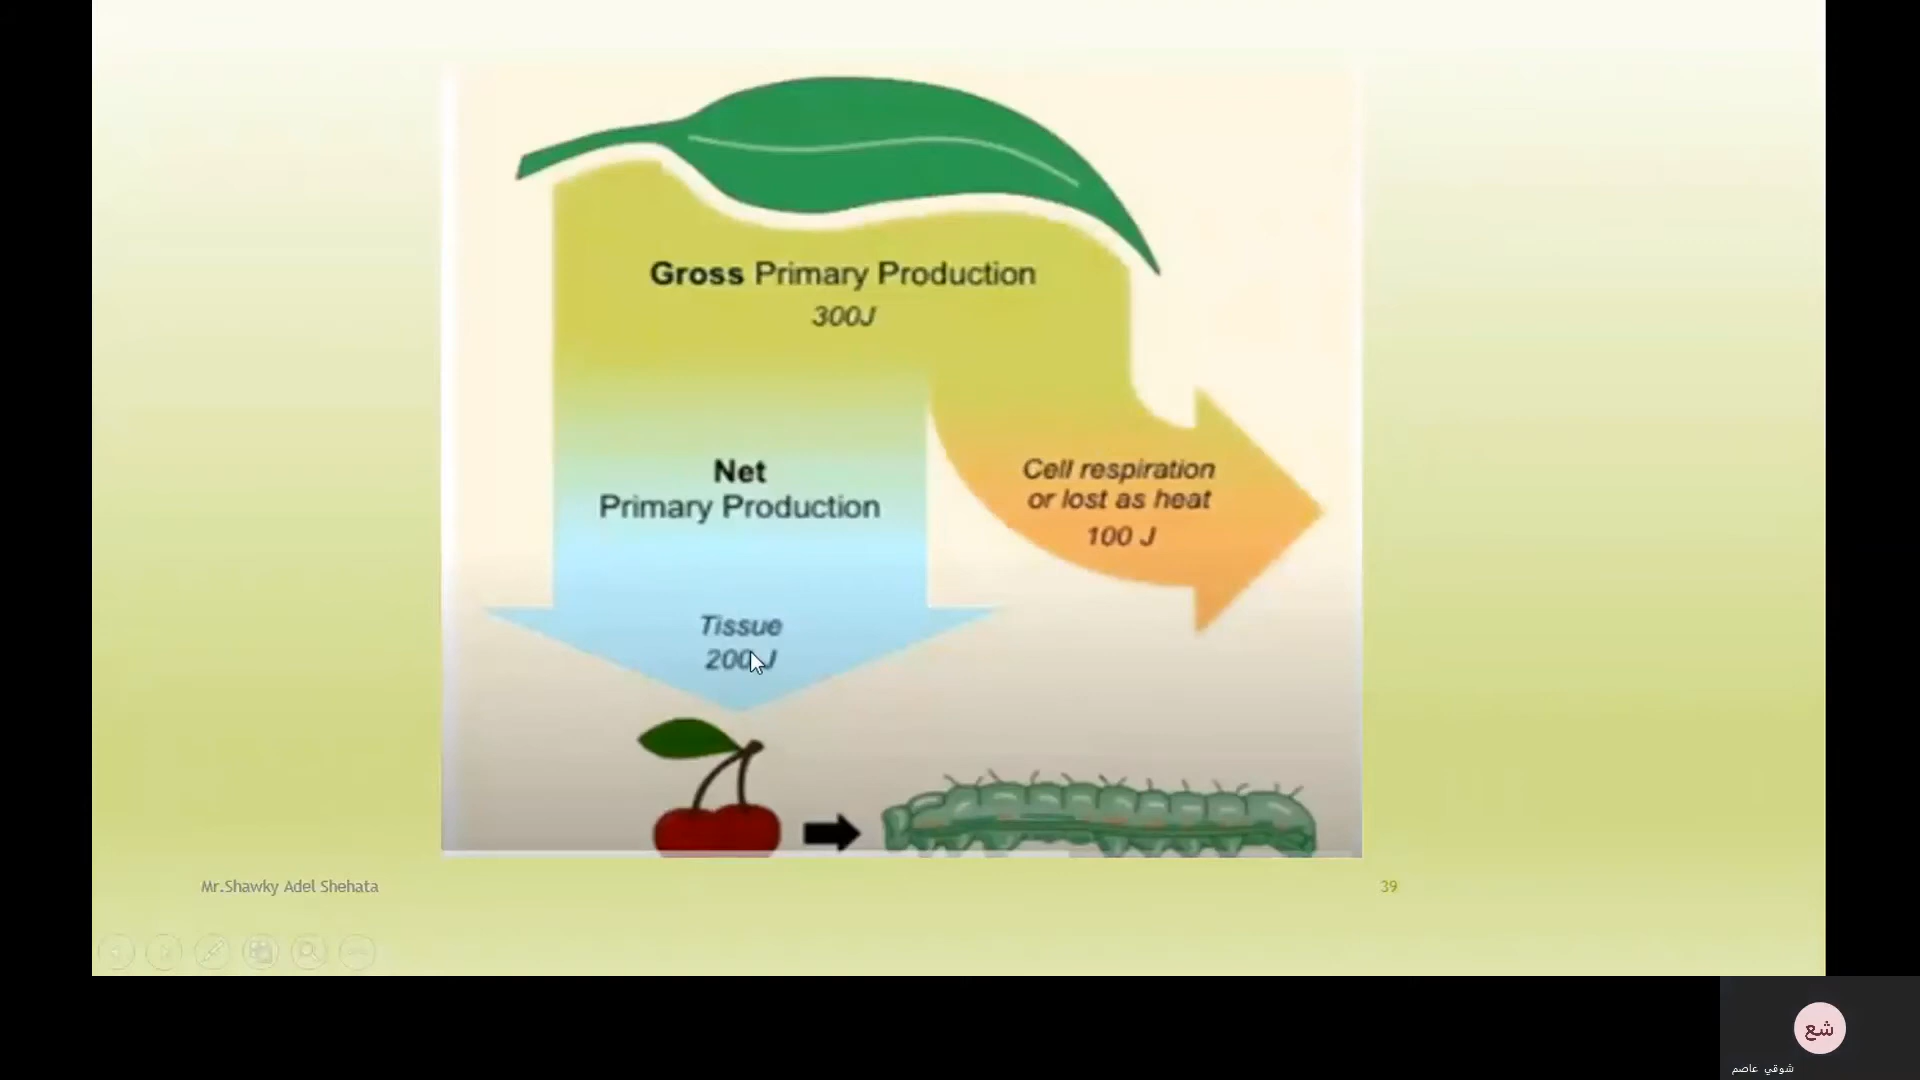 Gross Primary Production
300J
Net
Primary Production
Cell respiration
or lost as heat
100 J
Tissue
200 J
Mr.Shawky Adel Shehata
39
شع
شوقي عاصم